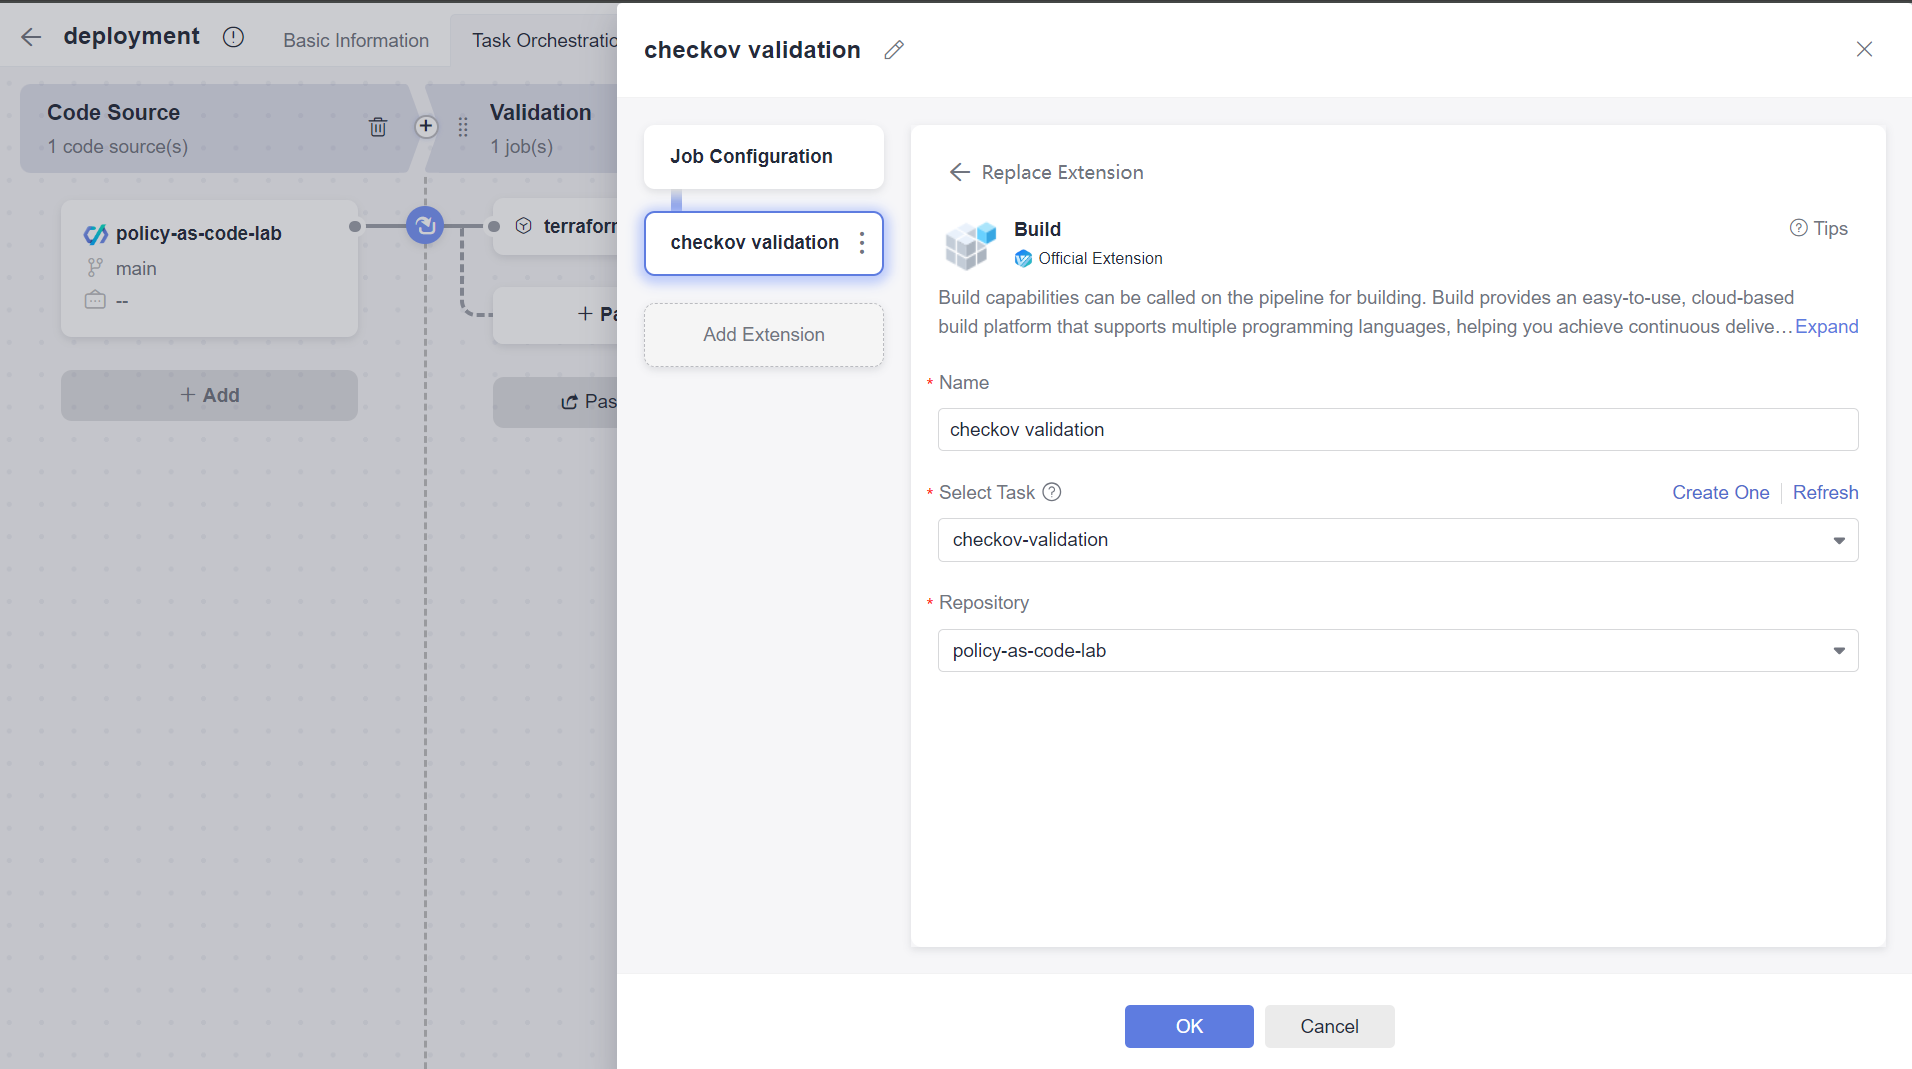 deployment
Basic Information
Task Orchestratio
Code Source
1 code source(s)
Validation
1 job(s)
policy-as-code-lab
main
--
+ Add
terraform
+ Pa
Pas
checkov validation
Job Configuration
checkov validation
Add Extension
Replace Extension
Build
Official Extension
Tips
Build capabilities can be called on the pipeline for building. Build provides an easy-to-use, cloud-based
build platform that supports multiple programming languages, helping you achieve continuous delive... Expand
* Name
checkov validation
* Select Task
Create One
Refresh
checkov-validation
* Repository
policy-as-code-lab
OK
Cancel